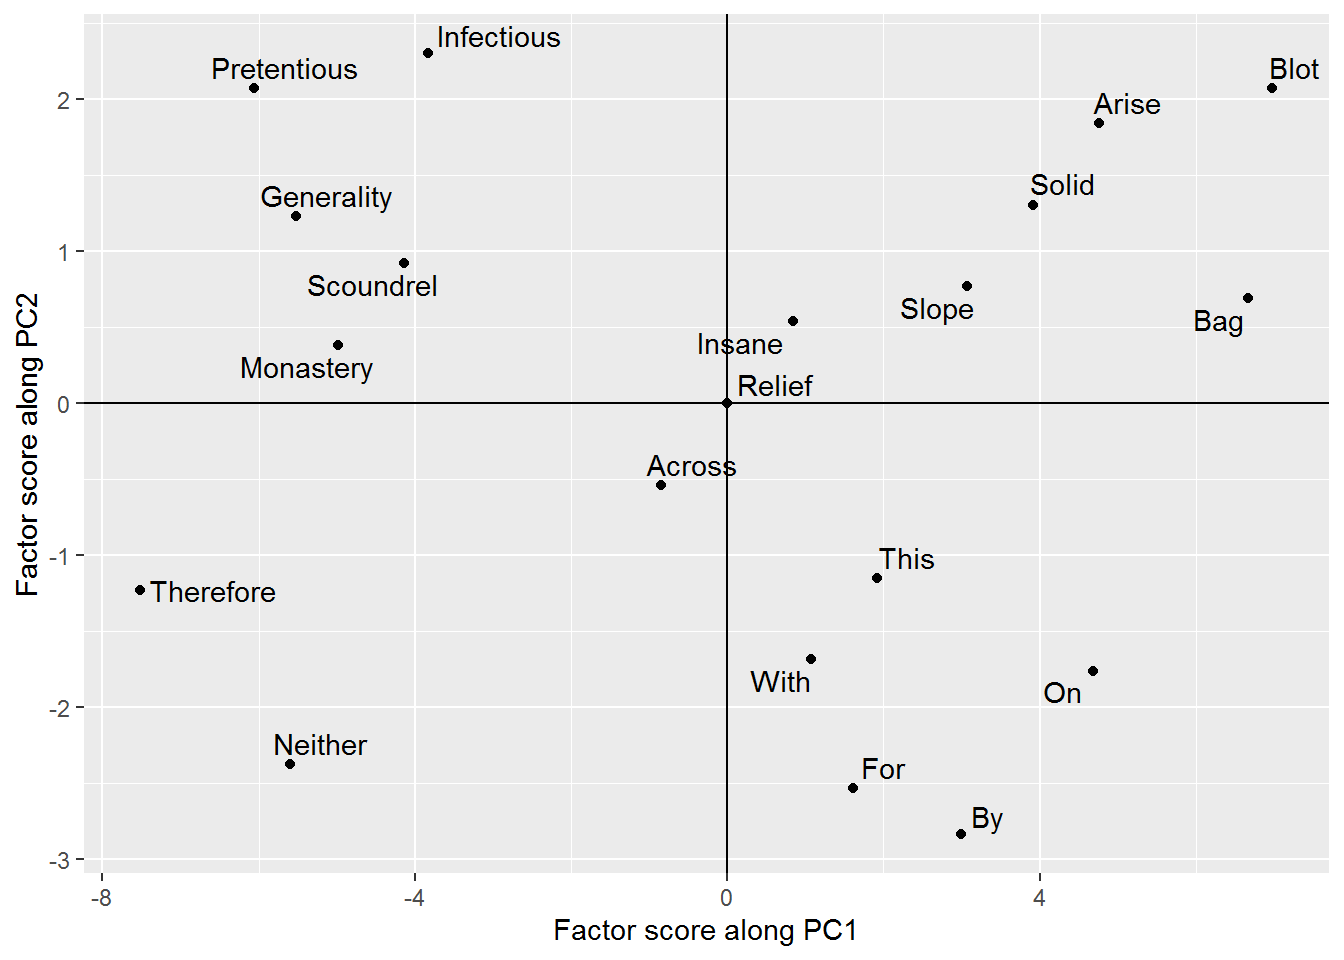 Infectious
Pretentious
Blot
Arise
2
Solid
Generality
1
Scoundrel
Slope
Bag
Insane
Monastery
Relief
0
Across
-1
This
Therefore
With
On
-2
Neither
For
By
-3
-8
-4
0
4
Factor score along PC1
Factor score along PC2